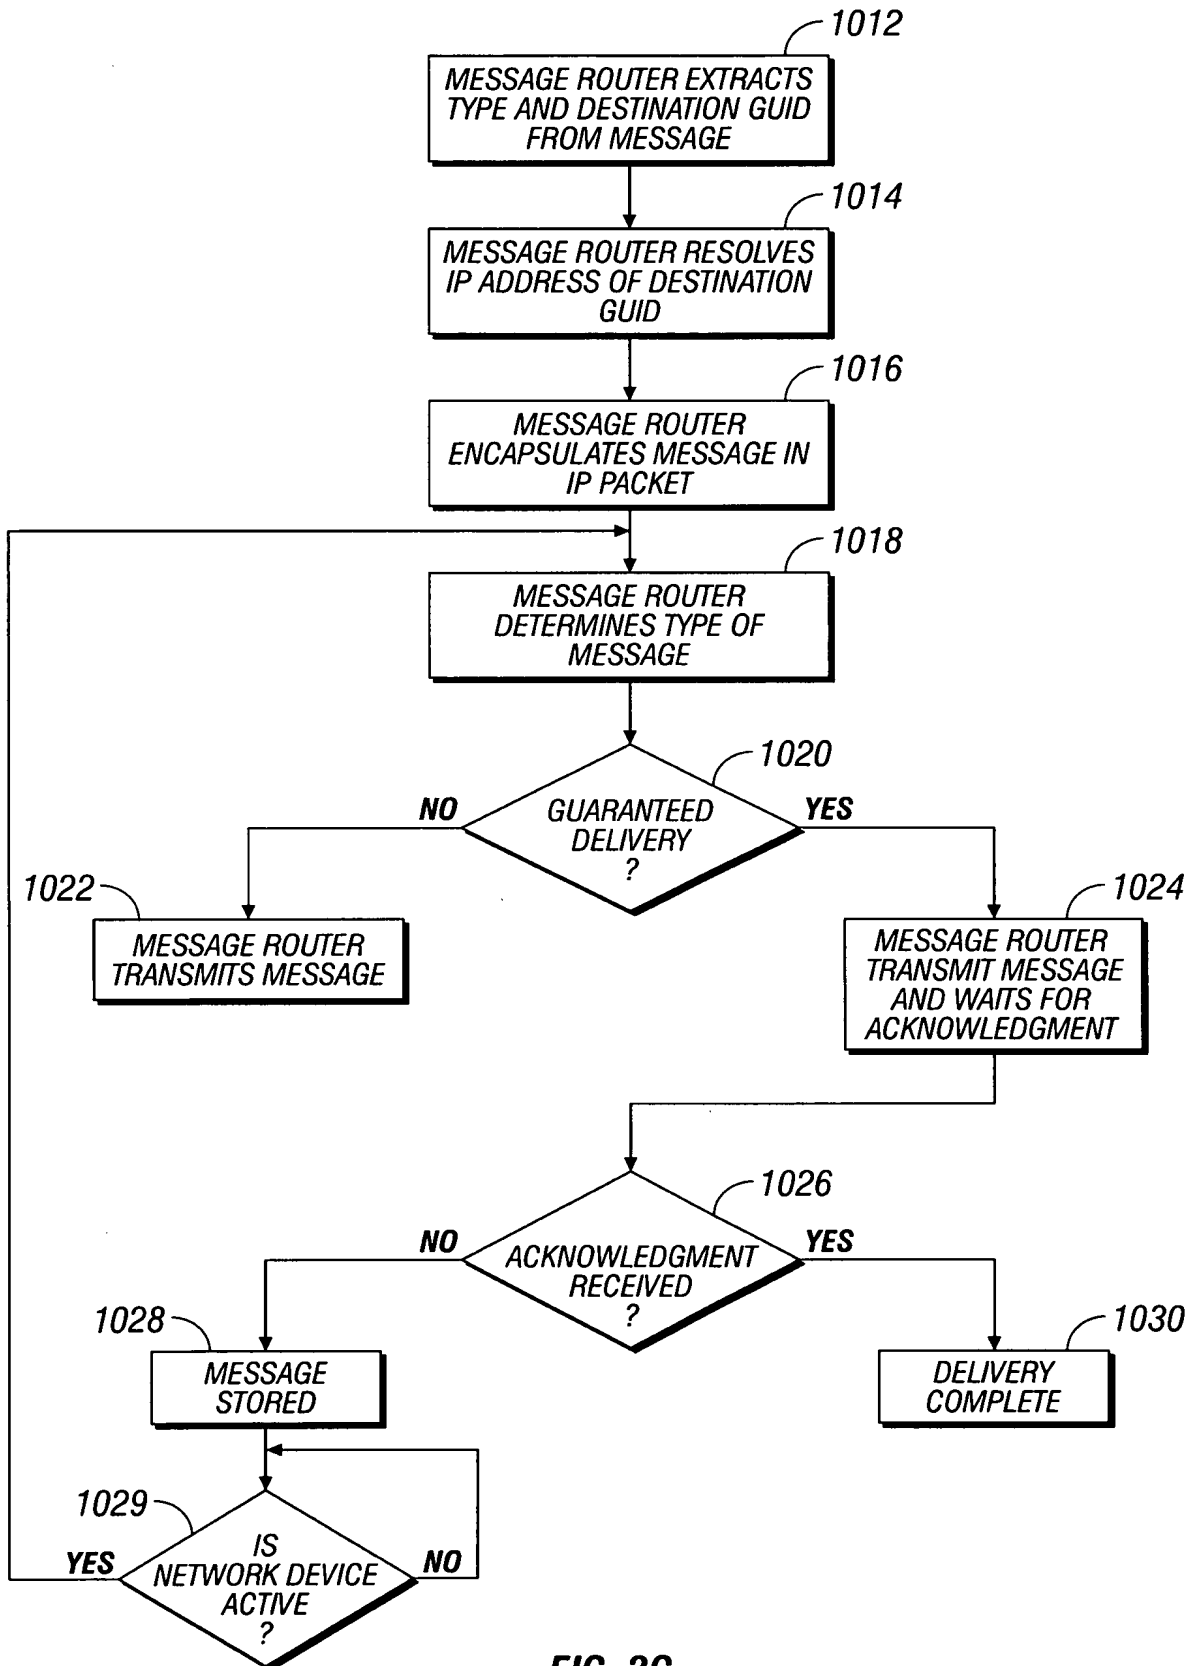 1012
MESSAGE ROUTER EXTRACTS
TYPE AND DESTINATION GUID
FROM MESSAGE
1014
MESSAGE ROUTER RESOLVES
IP ADDRESS OF DESTINATION
GUID
1016
MESSAGE ROUTER
ENCAPSULATES MESSAGE IN
IP PACKET
1018
MESSAGE ROUTER
DETERMINES TYPE OF
MESSAGE
1020
NO
GUARANTEED
DELIVERY
?
YES
1022
MESSAGE ROUTER
TRANSMITS MESSAGE
1024
MESSAGE ROUTER
TRANSMIT MESSAGE
AND WAITS FOR
ACKNOWLEDGMENT
1026
NO
ACKNOWLEDGMENT
RECEIVED
?
YES
1028
MESSAGE
STORED
1030
DELIVERY
COMPLETE
1029
YES
IS
NETWORK DEVICE
ACTIVE
?
NO